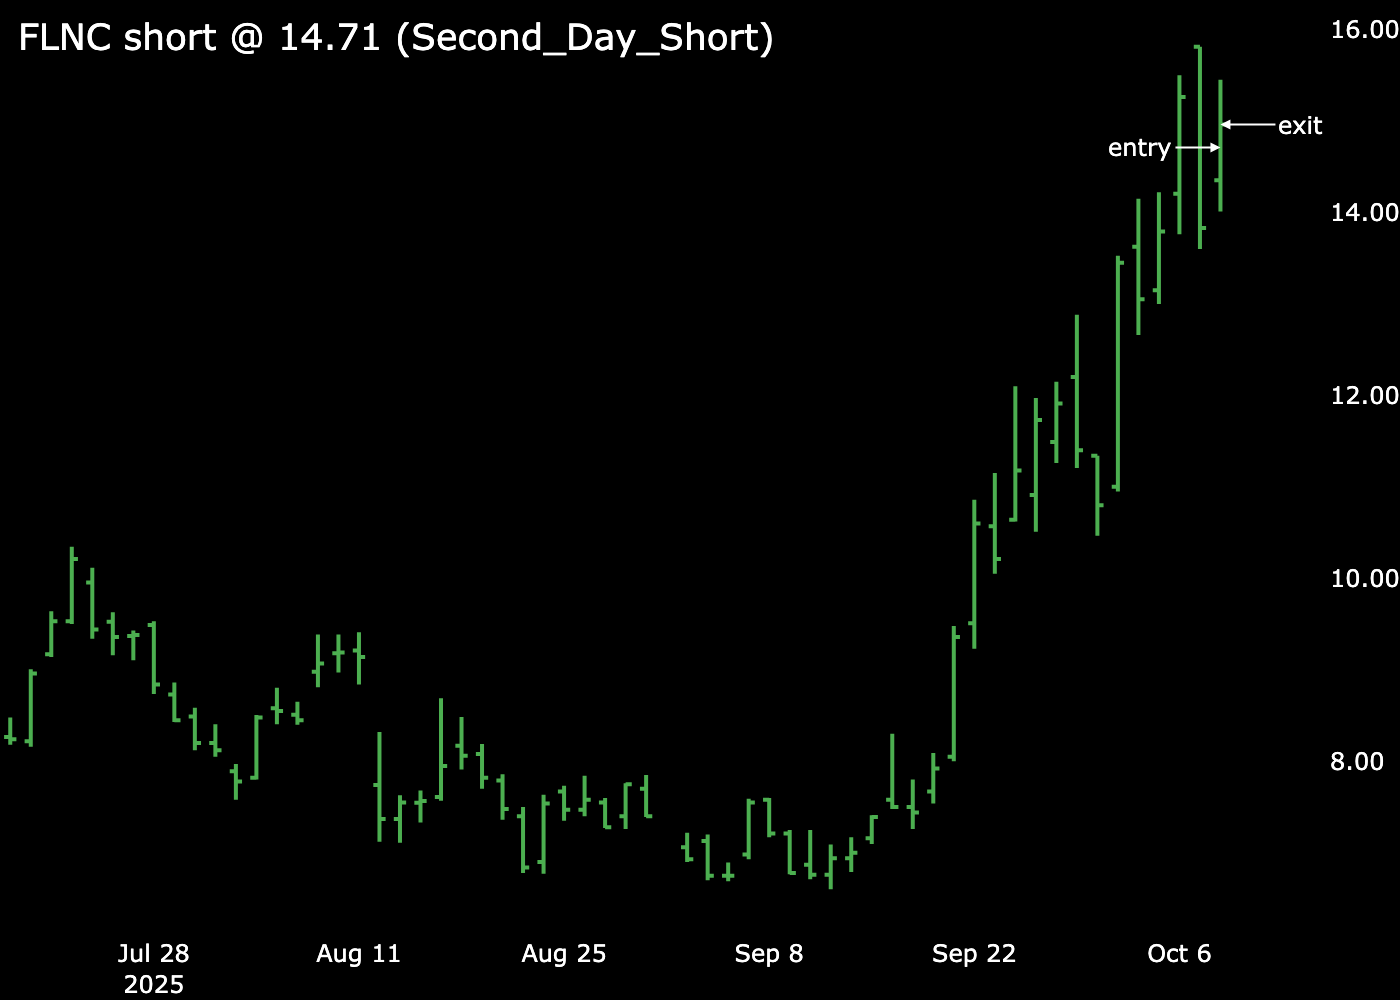 FLNC short @ 14.71 (Second_Day_Short)
16.00
exit
entry
14.00
12.00
10.00
8.00
Jul 28
2025
Aug 11
Aug 25
Sep 8
Sep 22
Oct 6